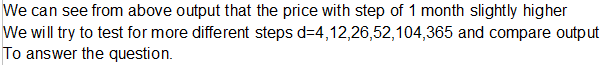 We can see from above output that the price with step of 1 month slightly higher
We will try to test for more different steps d=4,12,26,52,104,365 and compare output
To answer the question.